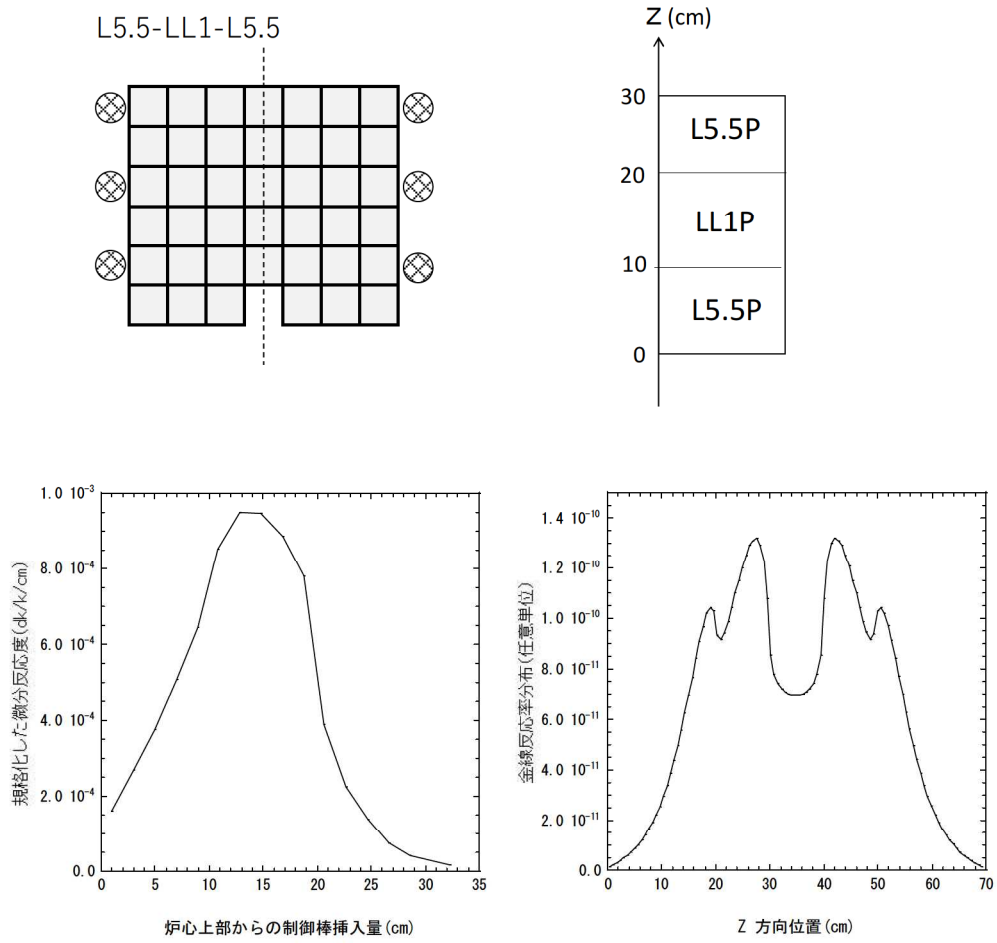 L5.5-LL1-L5.5
Z (cm)
30
L5.5P
20
LL1P
10
L5.5P
0
1.0 10⁻³
8.0 10⁻⁴
6.0 10⁻⁴
4.0 10⁻⁴
2.0 10⁻⁴
0.0
0 5 10 15 20 25 30 35
規格化した微分反応度(dk/k/cm)
炉心上部からの制御棒挿入量(cm)
1.4 10⁻¹⁰
1.2 10⁻¹⁰
1.0 10⁻¹⁰
8.0 10⁻¹¹
6.0 10⁻¹¹
4.0 10⁻¹¹
2.0 10⁻¹¹
0.0
0 10 20 30 40 50 60 70
金線反応率分布(任意単位)
Z 方向位置(cm)